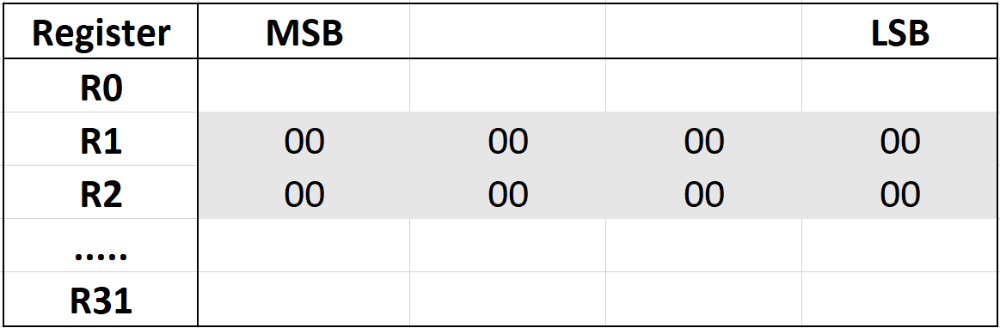 Register MSB LSB
R0
R1 00 00 00 00
R2 00 00 00 00
.....
R31